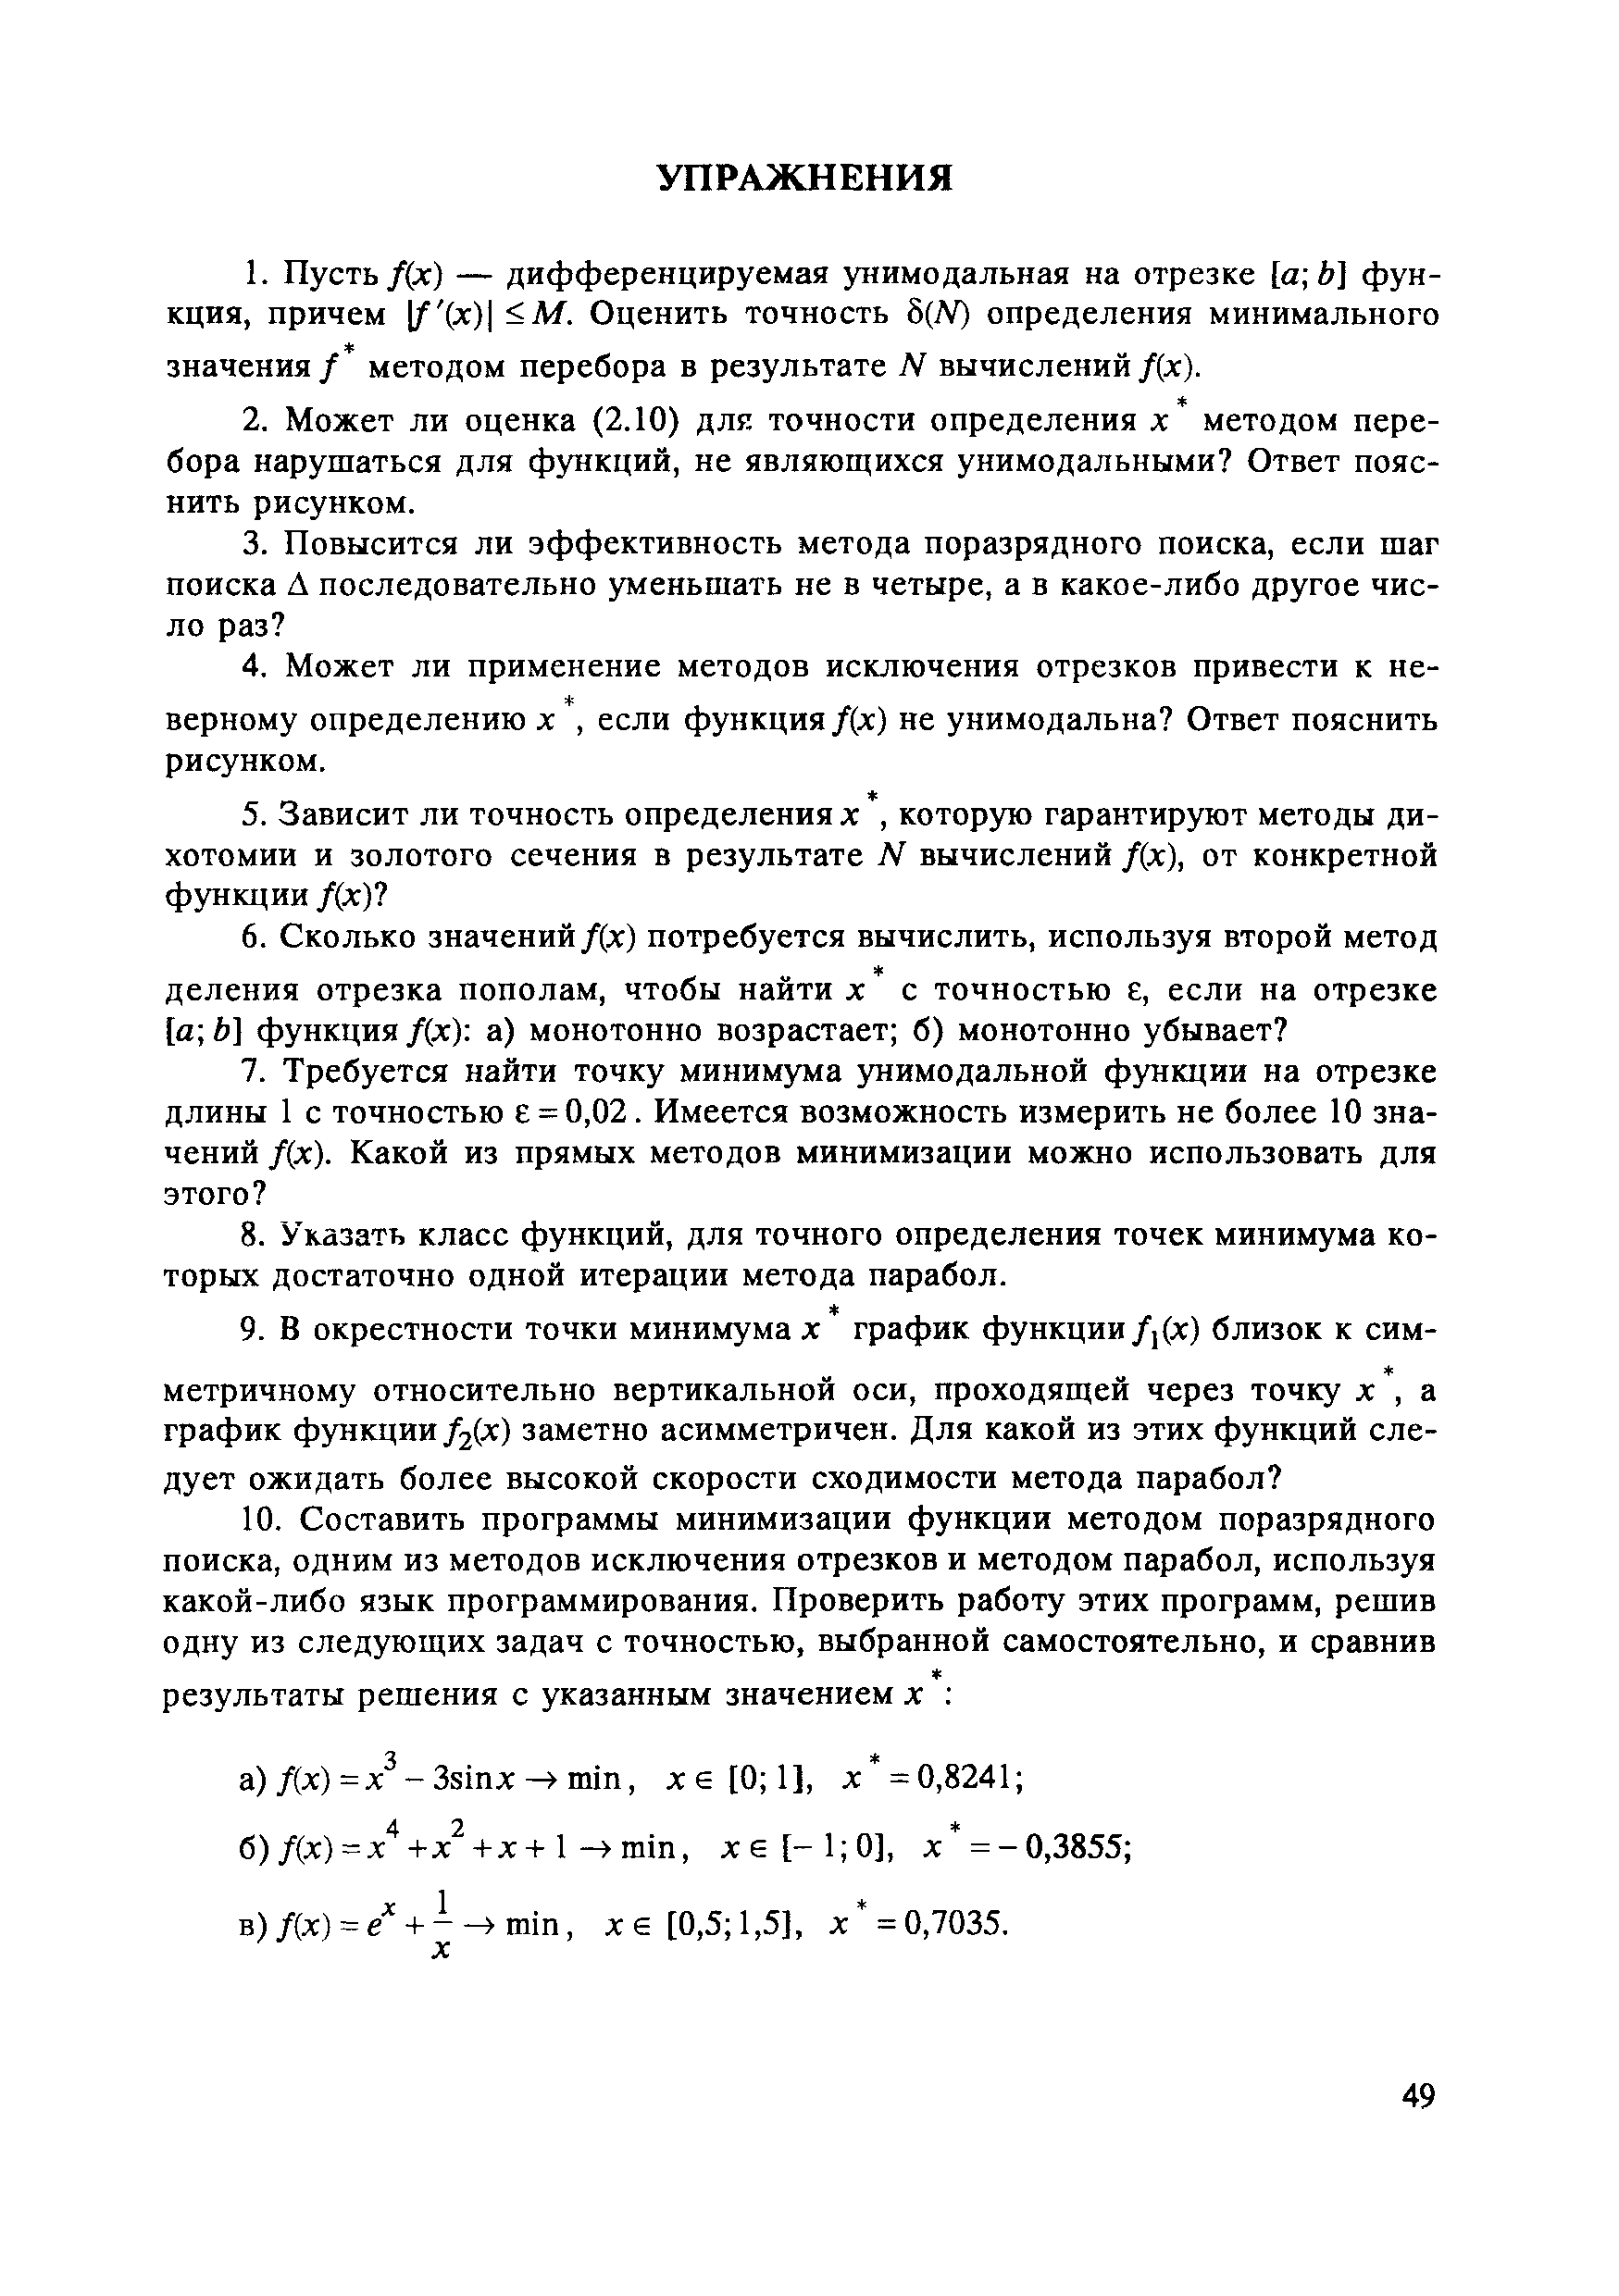 УПРАЖНЕНИЯ
1. Пусть f(x) — дифференцируемая унимодальная на отрезке [a; b] фун-
кция, причем |f ′(x)| ≤ M. Оценить точность δ(N) определения минимального
значения f* методом перебора в результате N вычислений f(x).
2. Может ли оценка (2.10) для точности определения x* методом пере-
бора нарушаться для функций, не являющихся унимодальными? Ответ пояс-
нить рисунком.
3. Повысится ли эффективность метода поразрядного поиска, если шаг
поиска Δ последовательно уменьшать не в четыре, а в какое-либо другое чис-
ло раз?
4. Может ли применение методов исключения отрезков привести к не-
верному определению x*, если функция f(x) не унимодальна? Ответ пояснить
рисунком.
5. Зависит ли точность определения x*, которую гарантируют методы ди-
хотомии и золотого сечения в результате N вычислений f(x), от конкретной
функции f(x)?
6. Сколько значений f(x) потребуется вычислить, используя второй метод
деления отрезка пополам, чтобы найти x* с точностью ε, если на отрезке
[a; b] функция f(x): а) монотонно возрастает; б) монотонно убывает?
7. Требуется найти точку минимума унимодальной функции на отрезке
длины 1 с точностью ε = 0,02. Имеется возможность измерить не более 10 зна-
чений f(x). Какой из прямых методов минимизации можно использовать для
этого?
8. Указать класс функций, для точного определения точек минимума ко-
торых достаточно одной итерации метода парабол.
9. В окрестности точки минимума x* график функции f₁(x) близок к сим-
метричному относительно вертикальной оси, проходящей через точку x*, а
график функции f₂(x) заметно асимметричен. Для какой из этих функций сле-
дует ожидать более высокой скорости сходимости метода парабол?
10. Составить программы минимизации функции методом поразрядного
поиска, одним из методов исключения отрезков и методом парабол, используя
какой-либо язык программирования. Проверить работу этих программ, решив
одну из следующих задач с точностью, выбранной самостоятельно, и сравнив
результаты решения с указанным значением x*:
а) f(x) = x³ − 3sinx → min, x ∈ [0; 1], x* = 0,8241;
б) f(x) = x⁴ + x² + x + 1 → min, x ∈ [− 1; 0], x* = − 0,3855;
в) f(x) = eˣ + 1/x → min, x ∈ [0,5; 1,5], x* = 0,7035.
49